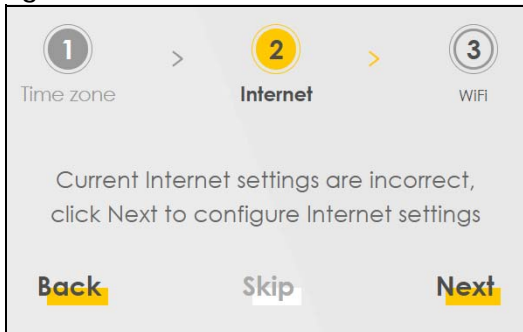 1 > 2 > 3
Time zone Internet WIFI
Current Internet settings are incorrect,
click Next to configure Internet settings
Back Skip Next